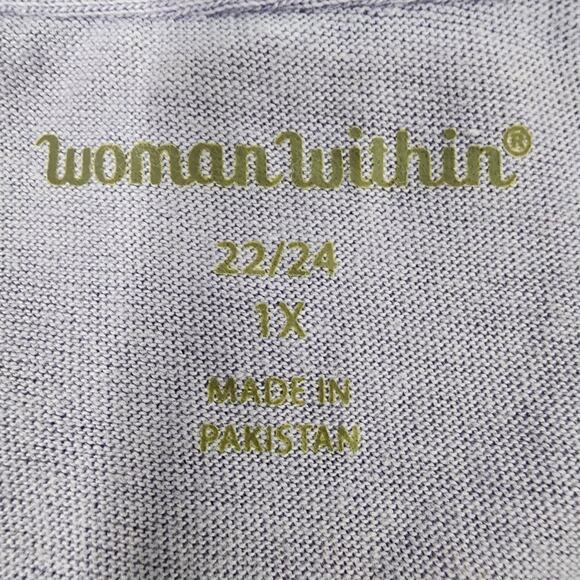 woman within®
22/24
1X
MADE IN
PAKISTAN